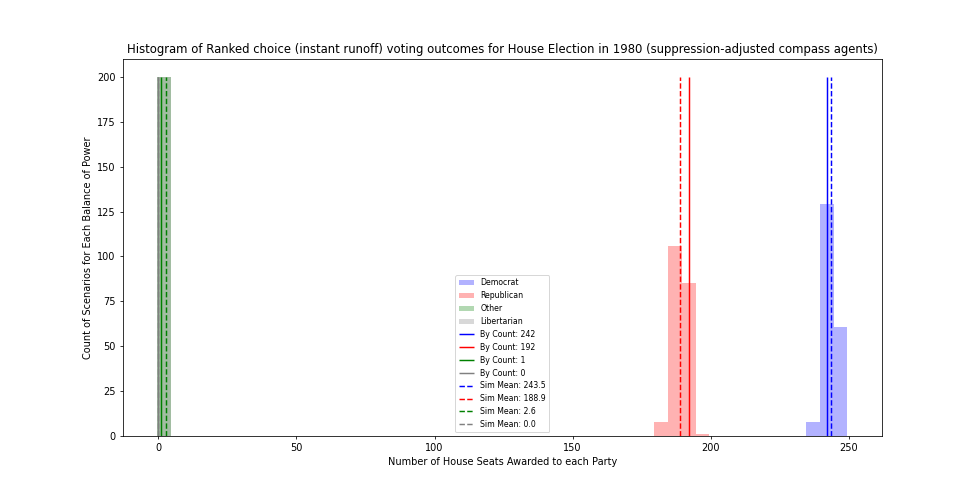 Histogram of Ranked choice (instant runoff) voting outcomes for House Election in 1980 (suppression-adjusted compass agents)
Count of Scenarios for Each Balance of Power
200
175
150
125
100
75
50
25
0
Democrat
Republican
Other
Libertarian
By Count: 242
By Count: 192
By Count: 1
By Count: 0
Sim Mean: 243.5
Sim Mean: 188.9
Sim Mean: 2.6
Sim Mean: 0.0
0 50 100 150 200 250
Number of House Seats Awarded to each Party